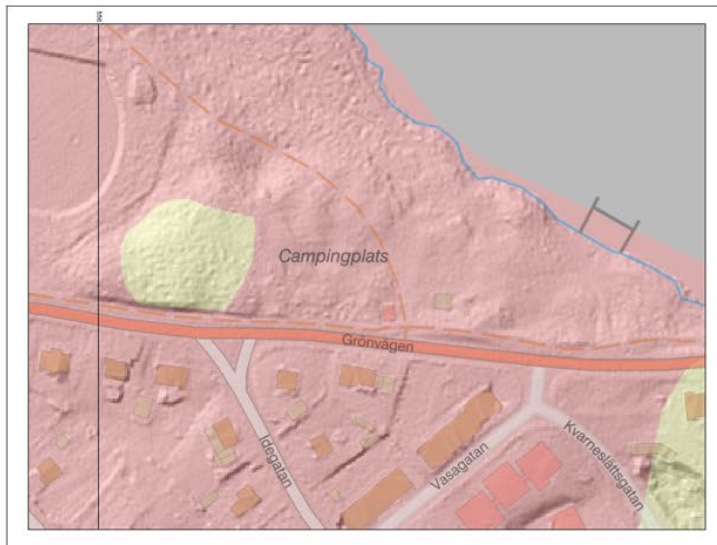 Campingplats
Grönvägen
Idegatan
Vasagatan
Kvarneslättsgatan